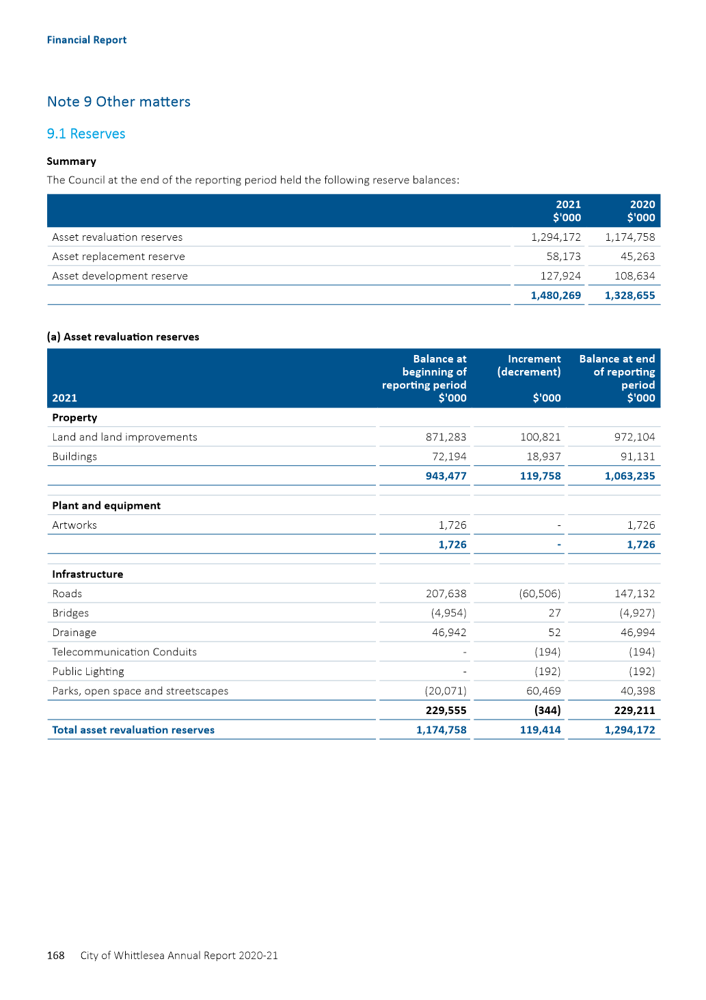 Financial Report
Note 9 Other matters
9.1 Reserves
Summary
The Council at the end of the reporting period held the following reserve balances:
2021 2020
$'000 $'000
Asset revaluation reserves 1,294,172 1,174,758
Asset replacement reserve 58,173 45,263
Asset development reserve 127,924 108,634
1,480,269 1,328,655
(a) Asset revaluation reserves
Balance at Increment Balance at end
beginning of (decrement) of reporting
reporting period period
2021 $'000 $'000 $'000
Property
Land and land improvements 871,283 100,821 972,104
Buildings 72,194 18,937 91,131
943,477 119,758 1,063,235
Plant and equipment
Artworks 1,726 - 1,726
1,726 - 1,726
Infrastructure
Roads 207,638 (60,506) 147,132
Bridges (4,954) 27 (4,927)
Drainage 46,942 52 46,994
Telecommunication Conduits - (194) (194)
Public Lighting - (192) (192)
Parks, open space and streetscapes (20,071) 60,469 40,398
229,555 (344) 229,211
Total asset revaluation reserves 1,174,758 119,414 1,294,172
168 City of Whittlesea Annual Report 2020-21